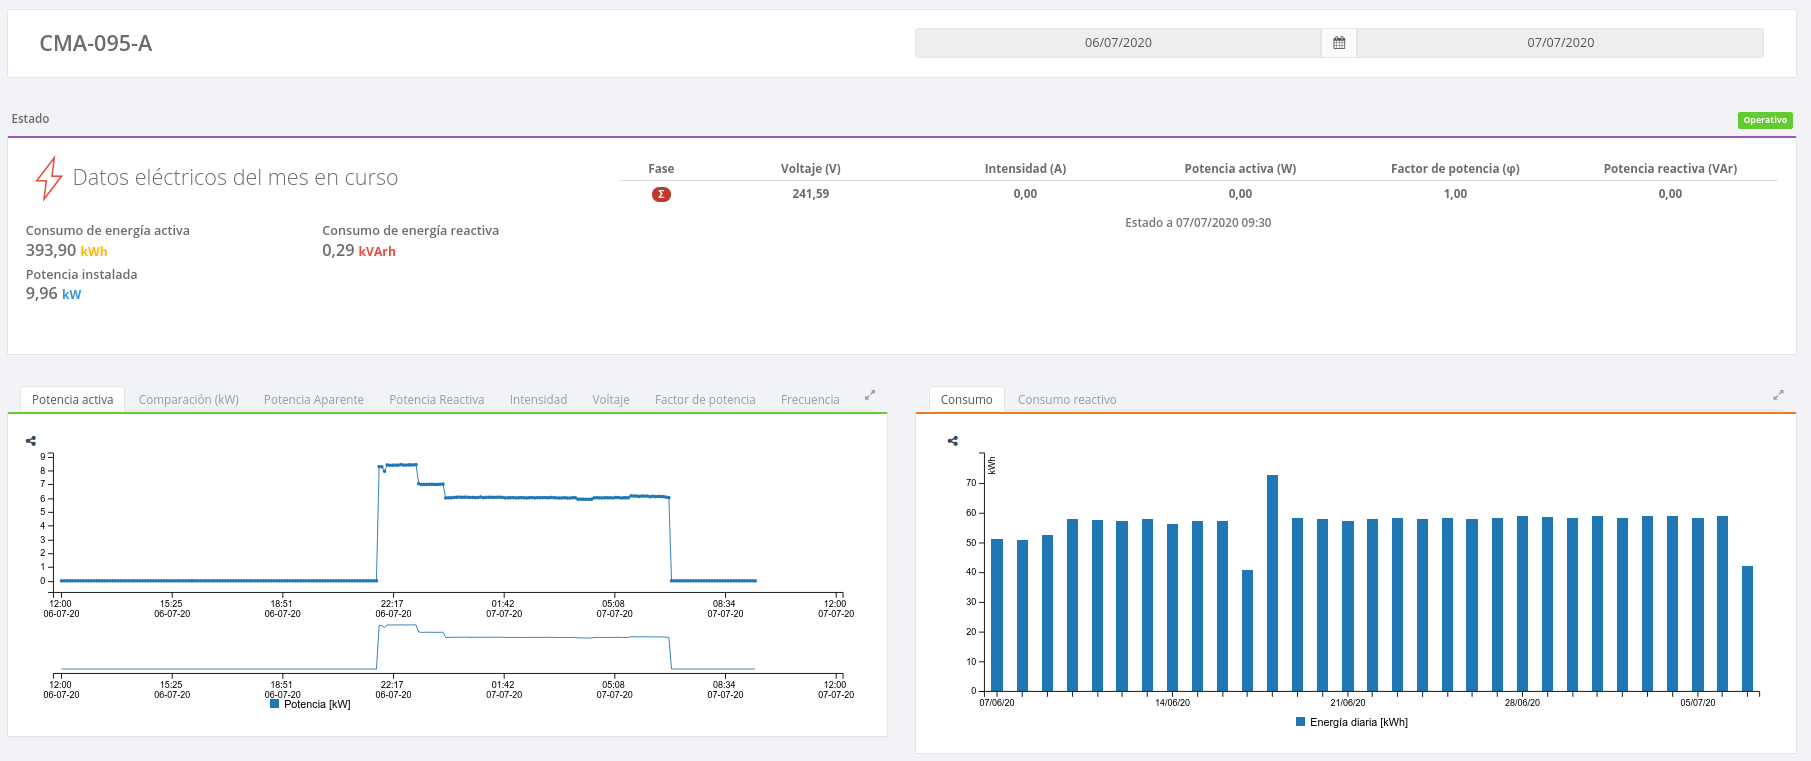 CMA-095-A
06/07/2020 07/07/2020
Estado Operativo
Datos eléctricos del mes en curso
Consumo de energía activa Consumo de energía reactiva
393,90 kWh 0,29 kVArh
Potencia instalada
9,96 kW
Fase Voltaje (V) Intensidad (A) Potencia activa (W) Factor de potencia (φ) Potencia reactiva (VAr)
Σ 241,59 0,00 0,00 1,00 0,00
Estado a 07/07/2020 09:30
Potencia activa Comparación (kW) Potencia Aparente Potencia Reactiva Intensidad Voltaje Factor de potencia Frecuencia
9
8
7
6
5
4
3
2
1
0
12:00 15:25 18:51 22:17 01:42 05:08 08:34 12:00
06-07-20 06-07-20 06-07-20 06-07-20 07-07-20 07-07-20 07-07-20 07-07-20
12:00 15:25 18:51 22:17 01:42 05:08 08:34 12:00
06-07-20 06-07-20 06-07-20 06-07-20 07-07-20 07-07-20 07-07-20 07-07-20
Potencia [kW]
Consumo Consumo reactivo
kWh
70
60
50
40
30
20
10
0
07/06/20 14/06/20 21/06/20 28/06/20 05/07/20
Energía diaria [kWh]